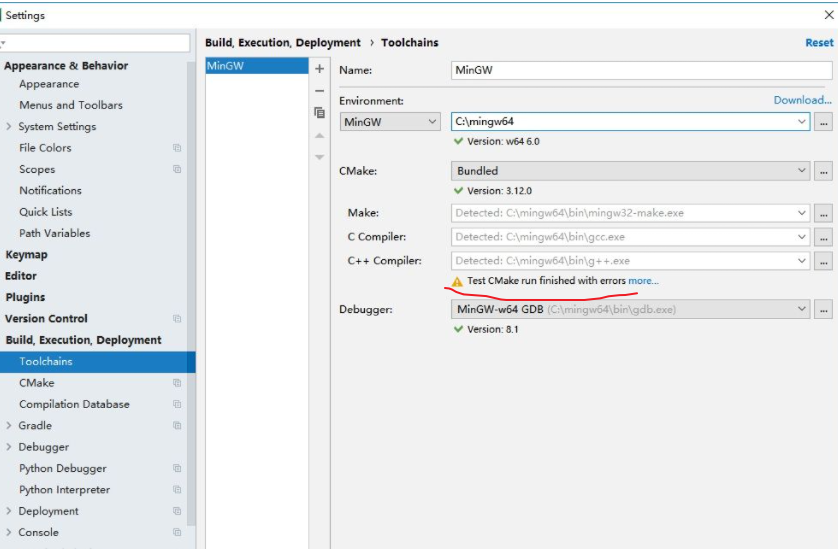 Settings
Appearance & Behavior
Appearance
Menus and Toolbars
System Settings
File Colors
Scopes
Notifications
Quick Lists
Path Variables
Keymap
Editor
Plugins
Version Control
Build, Execution, Deployment
Toolchains
CMake
Compilation Database
Gradle
Debugger
Python Debugger
Python Interpreter
Deployment
Console
Build, Execution, Deployment › Toolchains
Reset
MinGW
Name: MinGW
Environment: Download...
MinGW C:\mingw64 ...
Version: w64 6.0
CMake: Bundled ...
Version: 3.12.0
Make: Detected: C:\mingw64\bin\mingw32-make.exe ...
C Compiler: Detected: C:\mingw64\bin\gcc.exe ...
C++ Compiler: Detected: C:\mingw64\bin\g++.exe ...
Test CMake run finished with errors more...
Debugger: MinGW-w64 GDB (C:\mingw64\bin\gdb.exe) ...
Version: 8.1